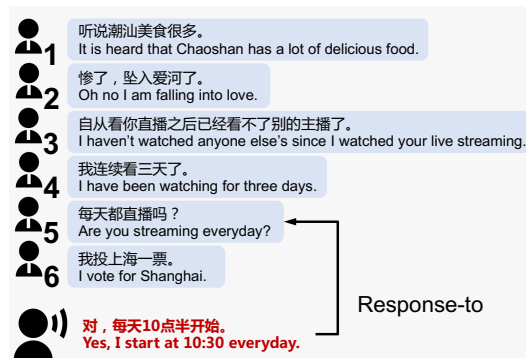 1
听说潮汕美食很多。
It is heard that Chaoshan has a lot of delicious food.
2
惨了，坠入爱河了。
Oh no I am falling into love.
3
自从看你直播之后已经看不了别的主播了。
I haven't watched anyone else's since I watched your live streaming.
4
我连续看三天了。
I have been watching for three days.
5
每天都直播吗？
Are you streaming everyday?
6
我投上海一票。
I vote for Shanghai.
Response-to
对，每天10点半开始。
Yes, I start at 10:30 everyday.